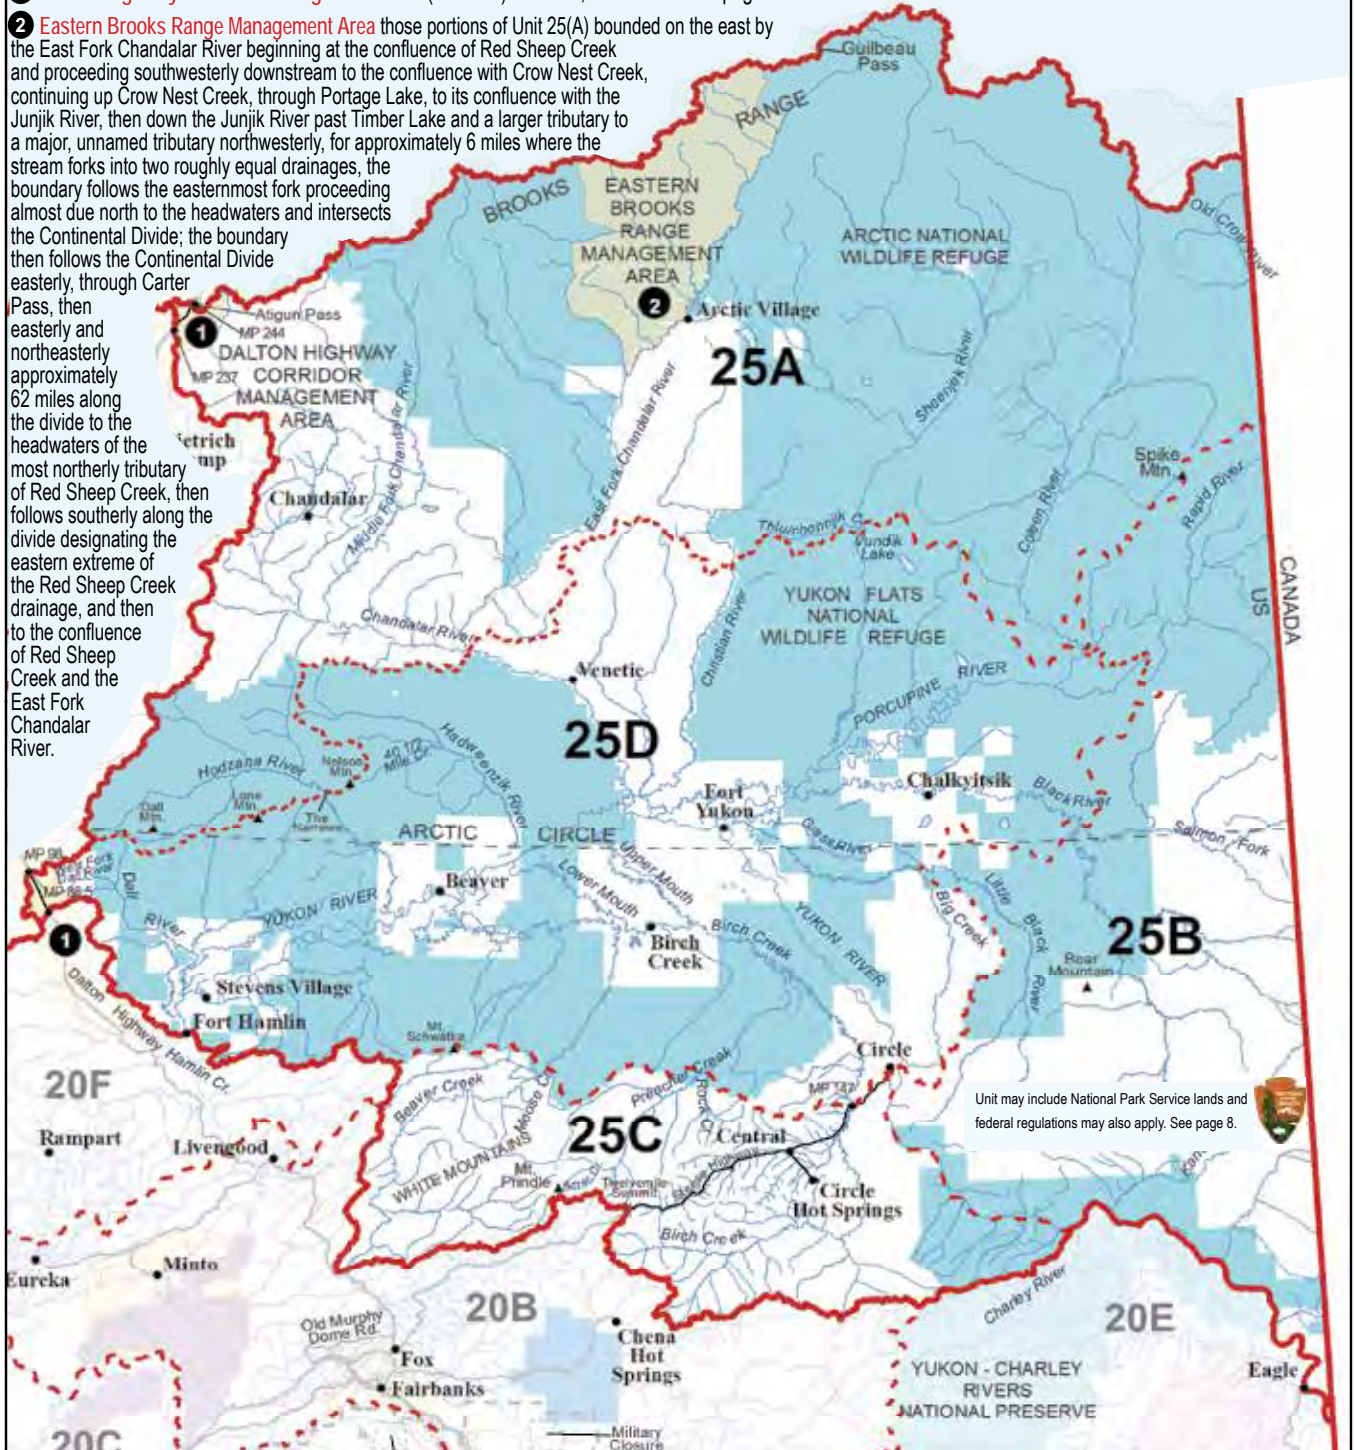 2 Eastern Brooks Range Management Area those portions of Unit 25(A) bounded on the east by
the East Fork Chandalar River beginning at the confluence of Red Sheep Creek
and proceeding southwesterly downstream to the confluence with Crow Nest Creek,
continuing up Crow Nest Creek, through Portage Lake, to its confluence with the
Junjik River, then down the Junjik River past Timber Lake and a larger tributary to
a major, unnamed tributary northwesterly, for approximately 6 miles where the
stream forks into two roughly equal drainages, the
boundary follows the easternmost fork proceeding
almost due north to the headwaters and intersects
the Continental Divide; the boundary
then follows the Continental Divide
easterly, through Carter
Pass, then
easterly and
northeasterly
approximately
62 miles along
the divide to the
headwaters of the
most northerly tributary
of Red Sheep Creek, then
follows southerly along the
divide designating the
eastern extreme of
the Red Sheep Creek
drainage, and then
to the confluence
of Red Sheep
Creek and the
East Fork
Chandalar
River.
Guilbeau
Pass
BROOKS
RANGE
EASTERN
BROOKS
RANGE
MANAGEMENT
AREA
2
ARCTIC NATIONAL
WILDLIFE REFUGE
Old Crow River
Arctic Village
25A
Atigun Pass
1
MP 244
MP 237
DALTON HIGHWAY
CORRIDOR
MANAGEMENT
AREA
ietrich
mp
Chandalar
Middle Fork Chandalar River
East Fork Chandalar River
Sheenjek River
Coleen River
Spike
Mtn.
Rapid River
Vundik
Lake
CANADA
US
YUKON FLATS
NATIONAL
WILDLIFE REFUGE
Chandalar River
Christian River
Venetie
PORCUPINE RIVER
25D
Hodzana River
Nelson
Mtn.
40 1/2
Mile Cr.
Hadweenzik River
Lone
Mtn.
Dall
Mtn.
The
Narrows
Fort
Yukon
Chalkyitsik
Black River
ARCTIC CIRCLE
Grass River
Salmon Fork
MP 98
MP 86.5
1
Dall
River
YUKON RIVER
Beaver
Lower Mouth
Upper Mouth
Birch
Creek
Birch Creek
YUKON RIVER
Big Creek
Little
Black
River
25B
Bear
Mountain
Stevens Village
Fort Hamlin
Dalton Highway
Hamlin Cr.
Mt.
Schwatka
Circle
20F
Beaver Creek
Moose C
Preacher Creek
Rock C
MP 147
Unit may include National Park Service lands and
federal regulations may also apply. See page 8.
Rampart
Livengood
25C
Central
WHITE MOUNTAINS
Mt.
Prindle
Twelvemile
Summit
Steese Highway
Circle
Hot Springs
Birch Creek
Eureka
Minto
Charley River
20B
20E
Old Murphy
Dome Rd.
Fox
Fairbanks
Chena
Hot
Springs
YUKON - CHARLEY
RIVERS
NATIONAL PRESERVE
Eagle
20C
Military
Closure